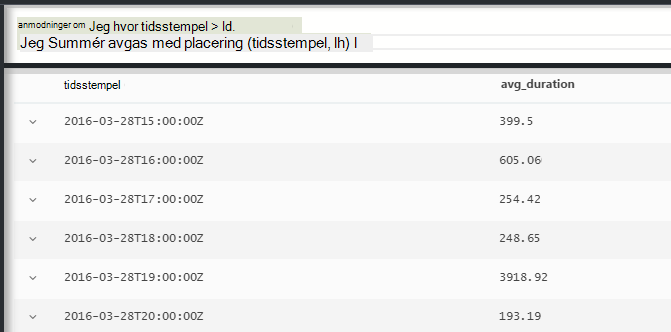 anmodninger om Jeg hvor tidsstempel > ld.
Jeg Summér avgas med placering (tidsstempel, lh) l
tidsstempel avg_duration
2016-03-28T15:00:00Z 399.5
2016-03-28T16:00:00Z 605.06
2016-03-28T17:00:00Z 254.42
2016-03-28T18:00:00Z 248.65
2016-03-28T19:00:00Z 3918.92
2016-03-28T20:00:00Z 193.19